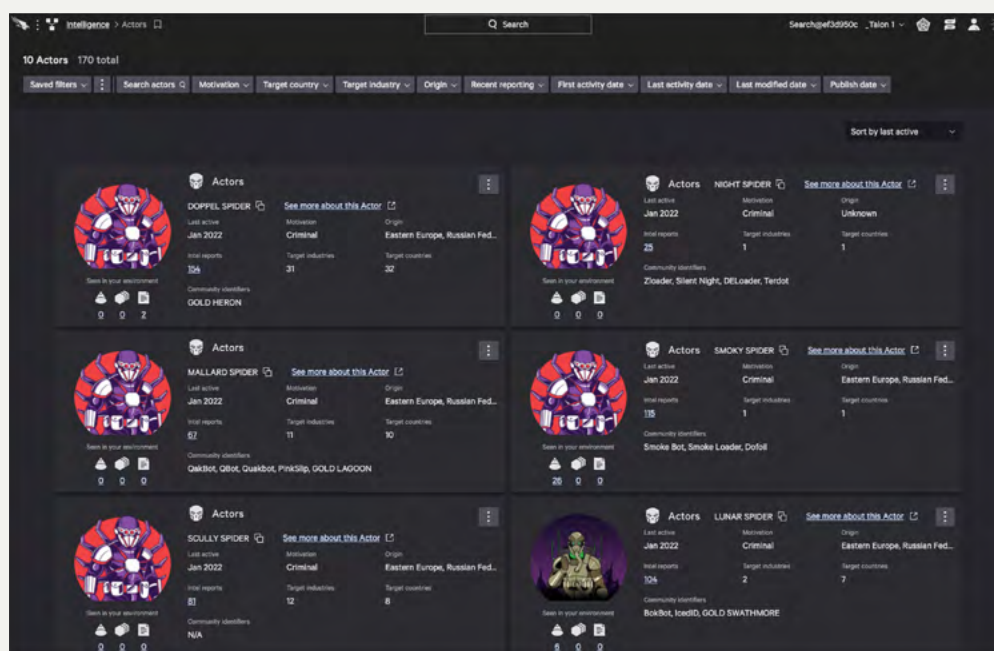 Intelligence > Actors
Search
Search@ef3d950c _Talon 1
10 Actors 170 total
Saved filters
Search actors
Motivation
Target country
Target industry
Origin
Recent reporting
First activity date
Last activity date
Last modified date
Publish date
Sort by last active
Actors
DOPPEL SPIDER See more about this Actor
Last active Motivation Origin
Jan 2022 Criminal Eastern Europe, Russian Fed...
Intel reports Target industries Target countries
104 31 32
Seen in your environment
Community identifiers
GOLD HERON
0 0 2
Actors NIGHT SPIDER See more about this Actor
Last active Motivation Origin
Jan 2022 Criminal Unknown
Intel reports Target industries Target countries
25 1 1
Seen in your environment
Community identifiers
Zloader, Silent Night, DELoader, Terdot
0 0 0
Actors
MALLARD SPIDER See more about this Actor
Last active Motivation Origin
Jan 2022 Criminal Eastern Europe, Russian Fed...
Intel reports Target industries Target countries
67 11 10
Seen in your environment
Community identifiers
QakBot, QBot, Quakbot, PinkSlip, GOLD LAGOON
0 0 0
Actors SMOKY SPIDER See more about this Actor
Last active Motivation Origin
Jan 2022 Criminal Eastern Europe, Russian Fed...
Intel reports Target industries Target countries
115 1 1
Seen in your environment
Community identifiers
Smoke Bot, Smoke Loader, Dofoil
26 0 0
Actors
SCULLY SPIDER See more about this Actor
Last active Motivation Origin
Jan 2022 Criminal Eastern Europe, Russian Fed...
Intel reports Target industries Target countries
81 12 8
Seen in your environment
Community identifiers
N/A
0 0 0
Actors LUNAR SPIDER See more about this Actor
Last active Motivation Origin
Jan 2022 Criminal Eastern Europe, Russian Fed...
Intel reports Target industries Target countries
104 2 7
Seen in your environment
Community identifiers
BokBot, IcedID, GOLD SWATHMORE
6 0 0